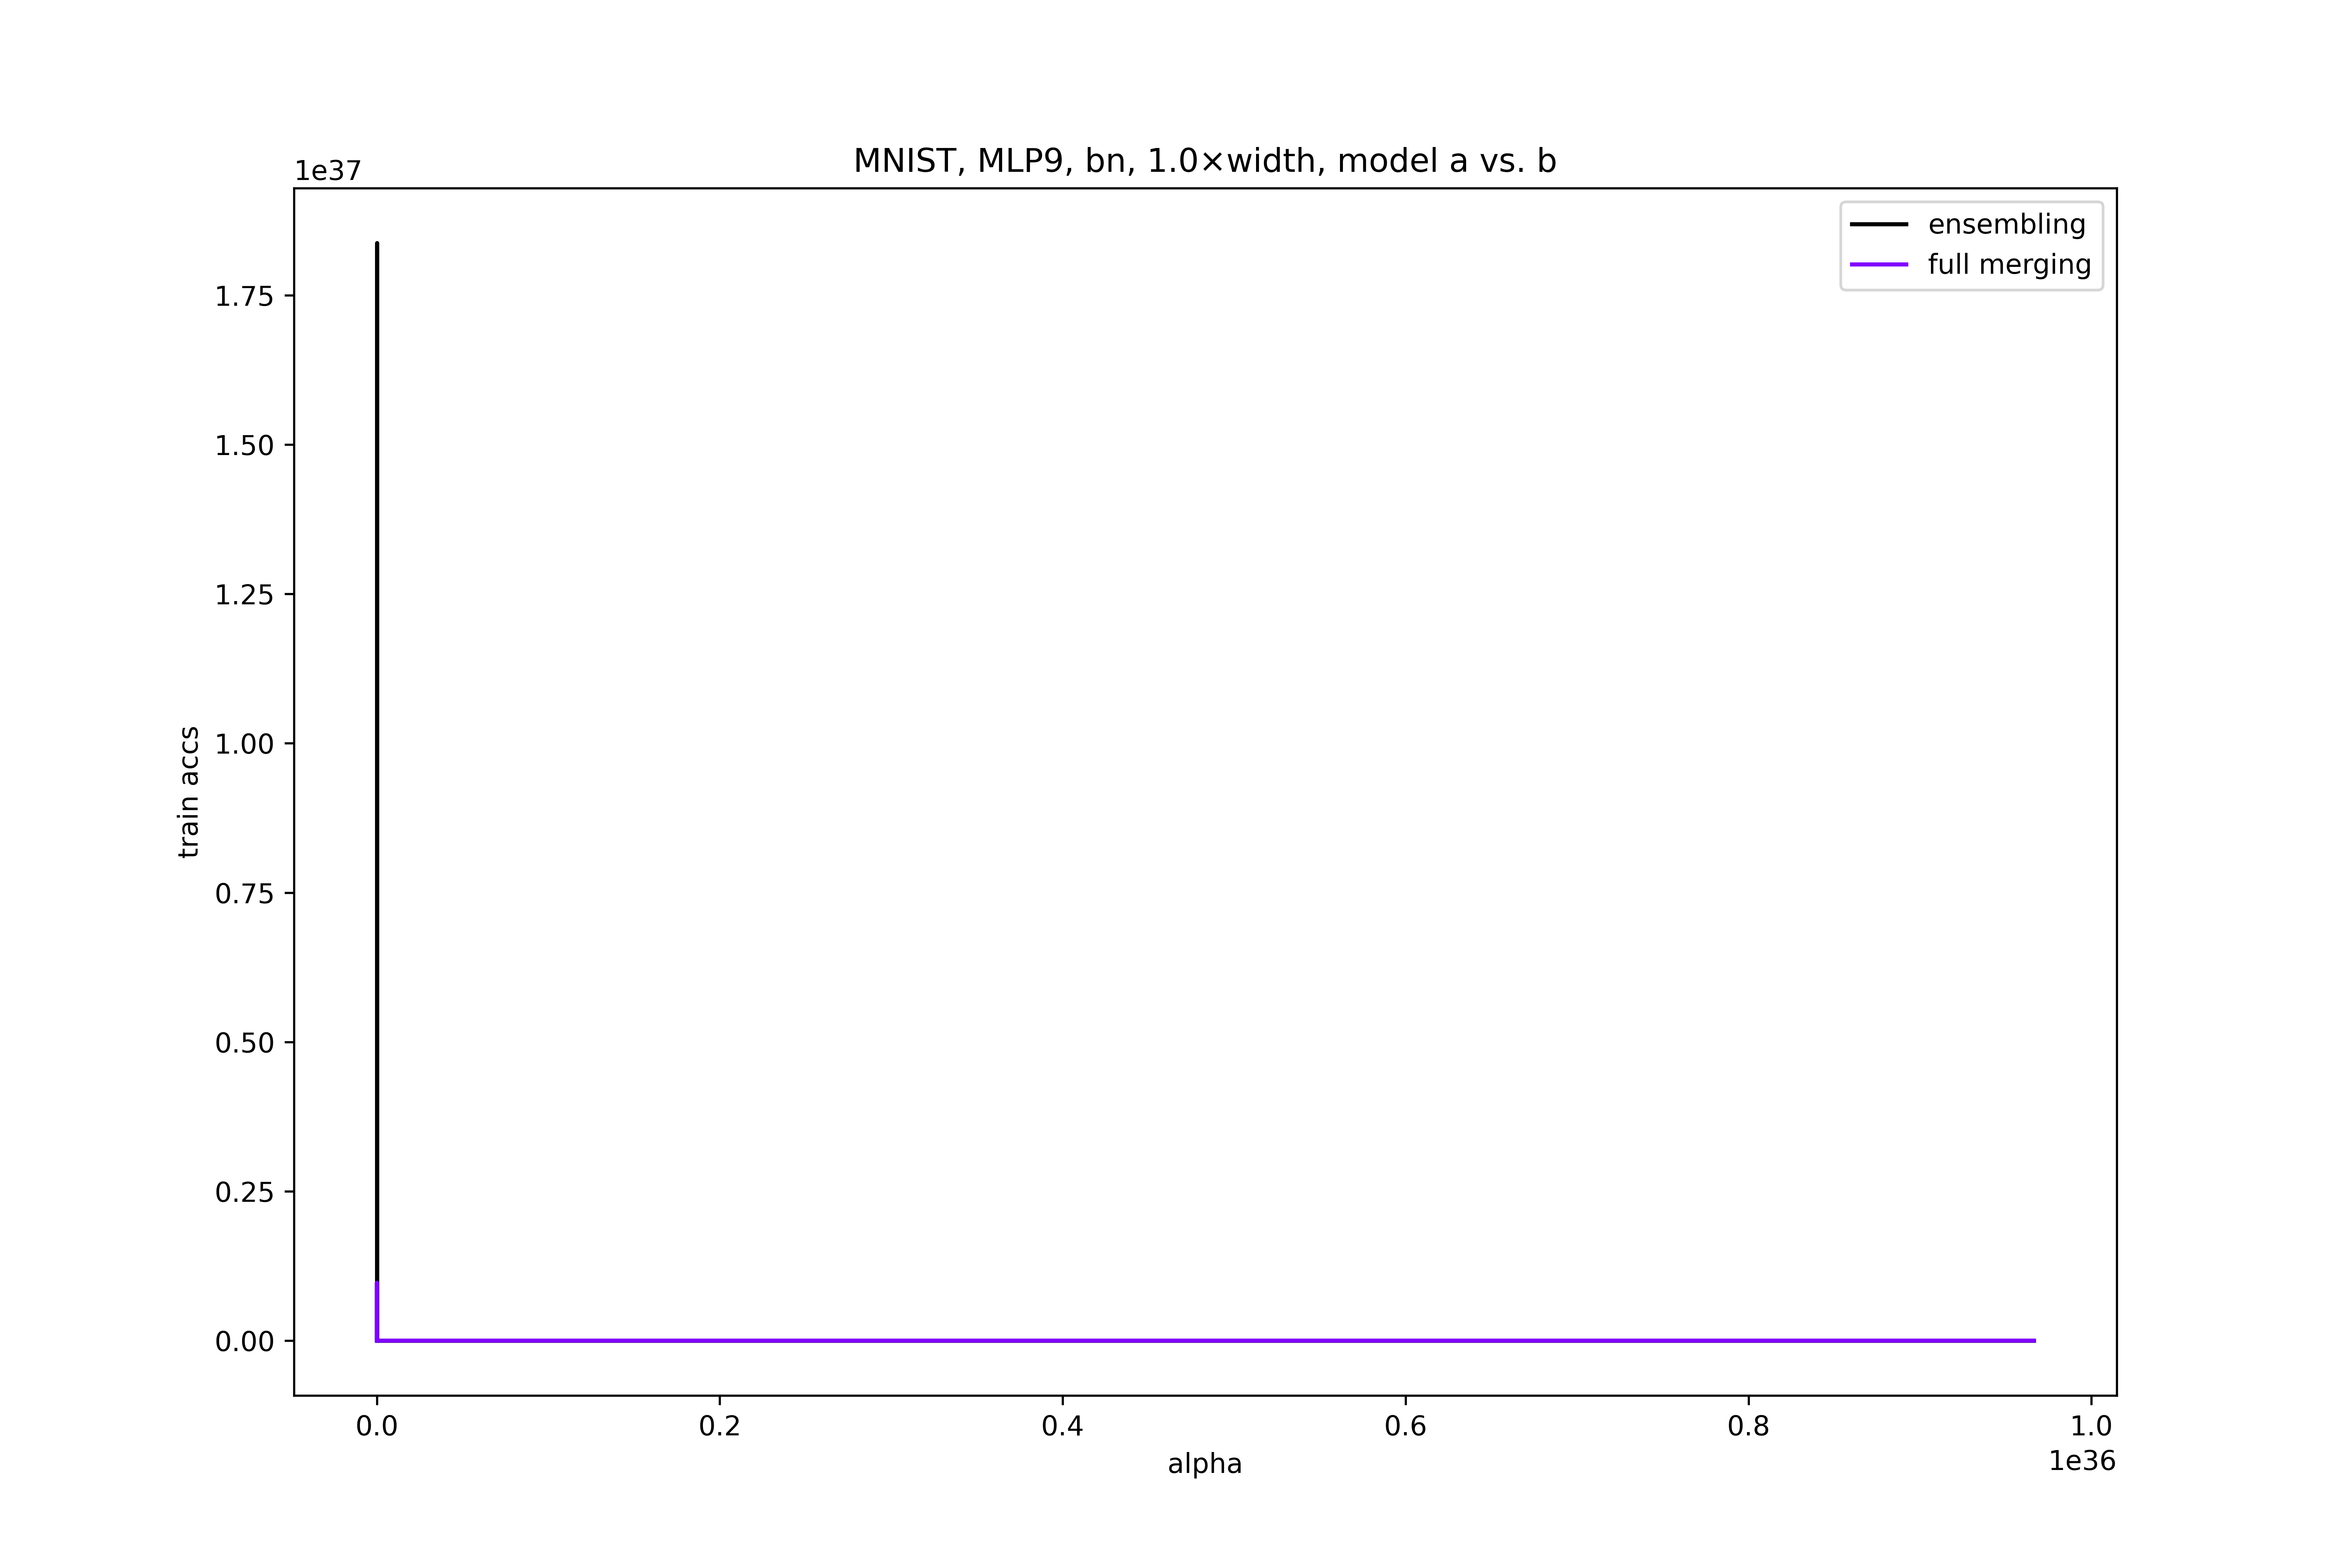 MNIST, MLP9, bn, 1.0×width, model a vs. b
1e37
ensembling
full merging
1.75
1.50
1.25
1.00
0.75
0.50
0.25
0.00
train accs
0.0 0.2 0.4 0.6 0.8 1.0
1e36
alpha